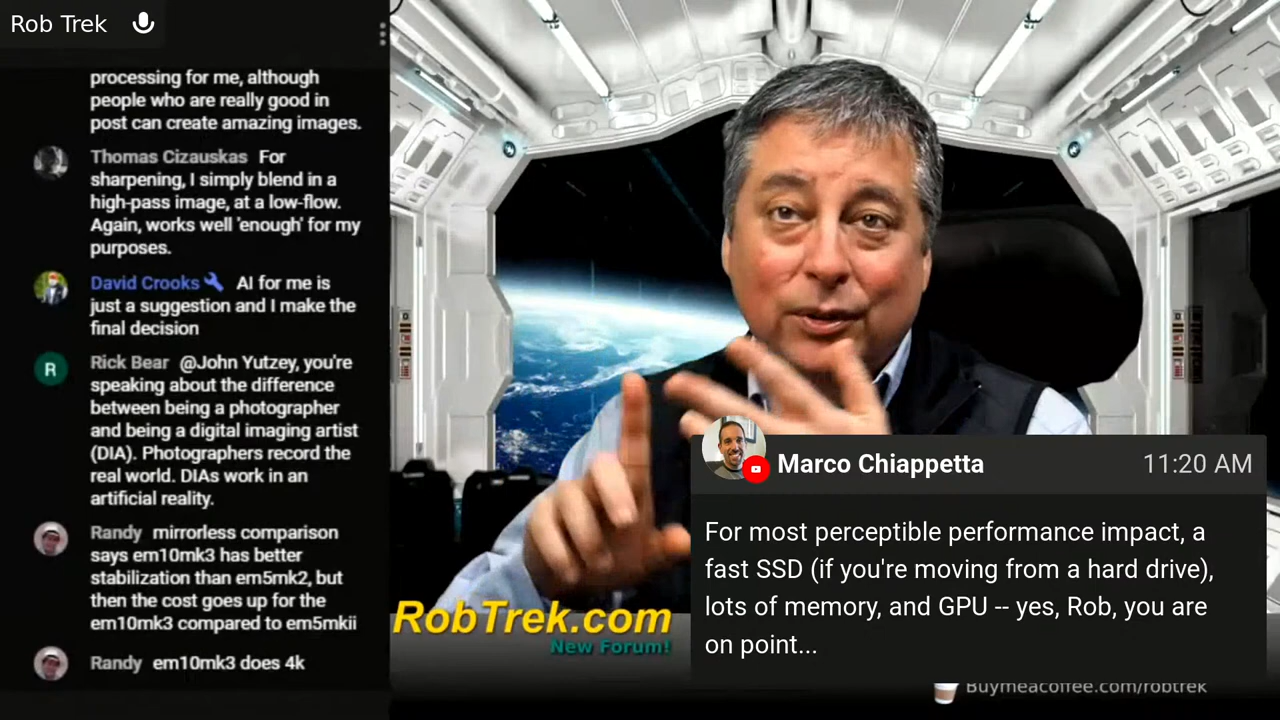 Rob Trek
processing for me, although
people who are really good in
post can create amazing images.
Thomas Cizauskas For
sharpening, I simply blend in a
high-pass image, at a low-flow.
Again, works well 'enough' for my
purposes.
David Crooks AI for me is
just a suggestion and I make the
final decision
R
Rick Bear @John Yutzey, you're
speaking about the difference
between being a photographer
and being a digital imaging artist
(DIA). Photographers record the
real world. DIAs work in an
artificial reality.
Randy mirrorless comparison
says em10mk3 has better
stabilization than em5mk2, but
then the cost goes up for the
em10mk3 compared to em5mkii
Randy em10mk3 does 4k
RobTrek.com
New Forum!
Marco Chiappetta 11:20 AM
For most perceptible performance impact, a
fast SSD (if you're moving from a hard drive),
lots of memory, and GPU -- yes, Rob, you are
on point...
Buymeacoffee.com/robtrek